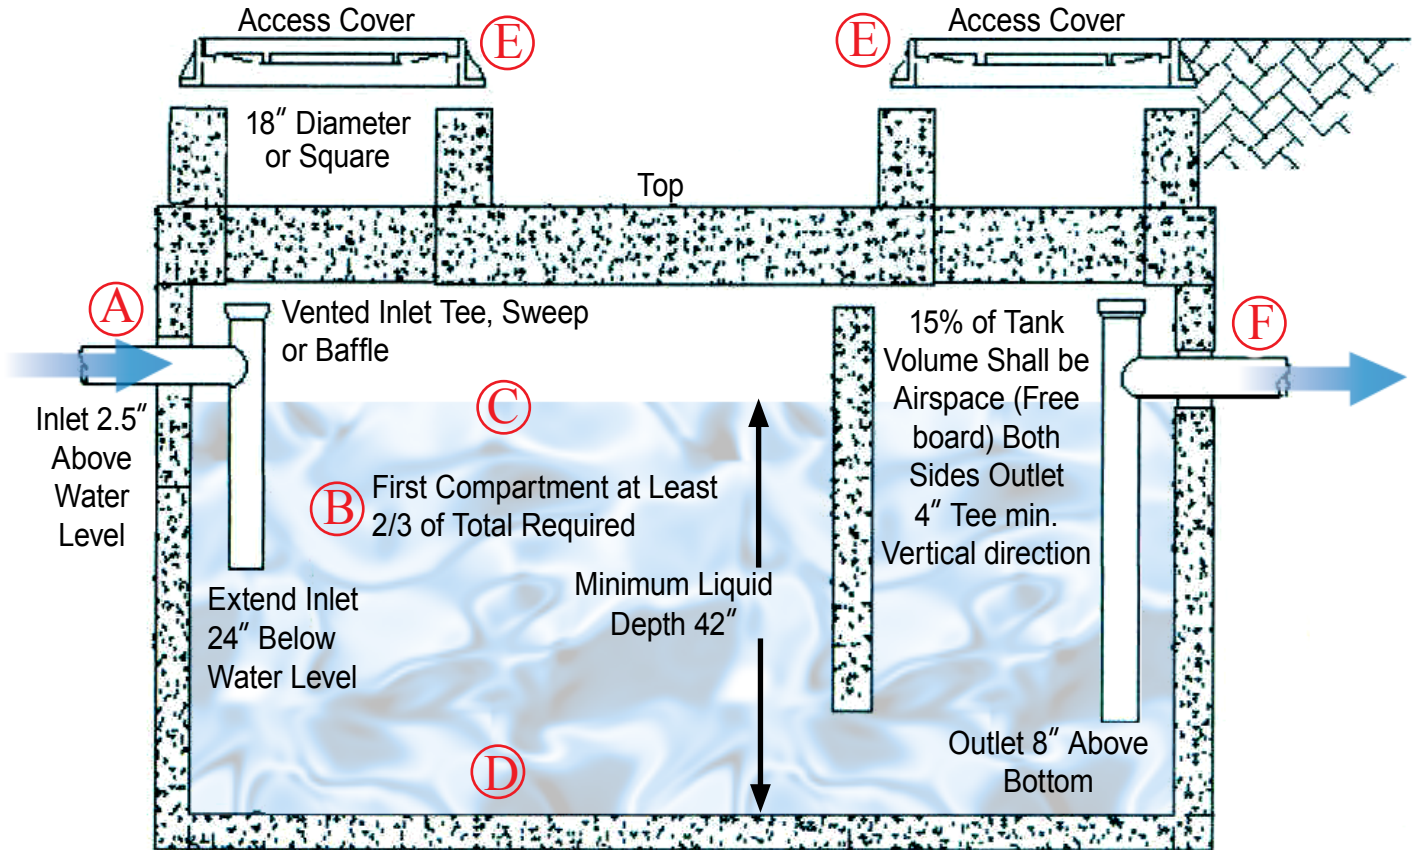 Access Cover
E
E
Access Cover
18" Diameter
or Square
Top
A
Vented Inlet Tee, Sweep
or Baffle
15% of Tank
Volume Shall be
Airspace (Free
board) Both
Sides Outlet
4" Tee min.
Vertical direction
F
Inlet 2.5"
Above
Water
Level
C
B
First Compartment at Least
2/3 of Total Required
Extend Inlet
24" Below
Water Level
Minimum Liquid
Depth 42"
D
Outlet 8" Above
Bottom